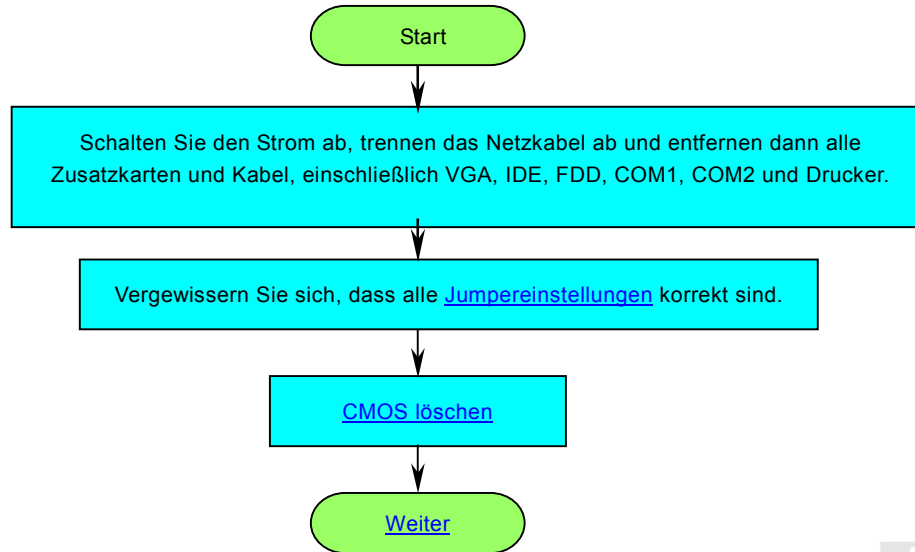 Start
Schalten Sie den Strom ab, trennen das Netzkabel ab und entfernen dann alle
Zusatzkarten und Kabel, einschließlich VGA, IDE, FDD, COM1, COM2 und Drucker.
Vergewissern Sie sich, dass alle Jumpereinstellungen korrekt sind.
CMOS löschen
Weiter